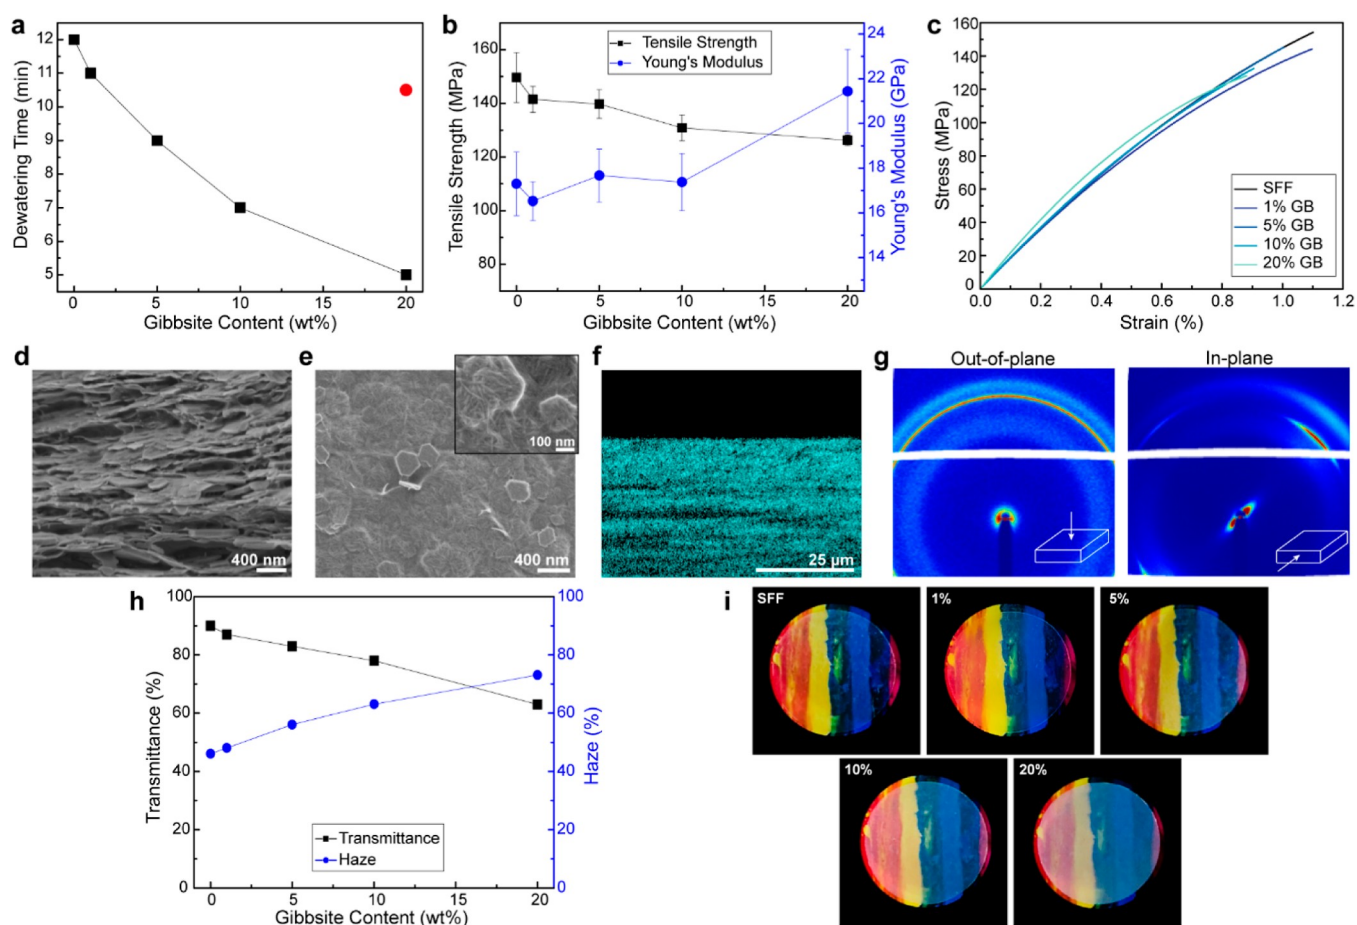 a
12
11
10
9
8
7
6
5
Dewatering Time (min)
0
5
10
15
20
Gibbsite Content (wt%)
b
160
140
120
100
80
Tensile Strength (MPa)
Tensile Strength
Young's Modulus
24
22
20
18
16
14
Young's Modulus (GPa)
0
5
10
15
20
Gibbsite Content (wt%)
c
160
140
120
100
80
60
40
20
0
Stress (MPa)
SFF
1% GB
5% GB
10% GB
20% GB
0.0
0.2
0.4
0.6
0.8
1.0
1.2
Strain (%)
d
400 nm
e
100 nm
400 nm
f
25 µm
g
Out-of-plane
In-plane
h
100
80
60
40
20
0
Transmittance (%)
Transmittance
Haze
100
80
60
40
20
0
Haze (%)
0
5
10
15
20
Gibbsite Content (wt%)
i
SFF
1%
5%
10%
20%